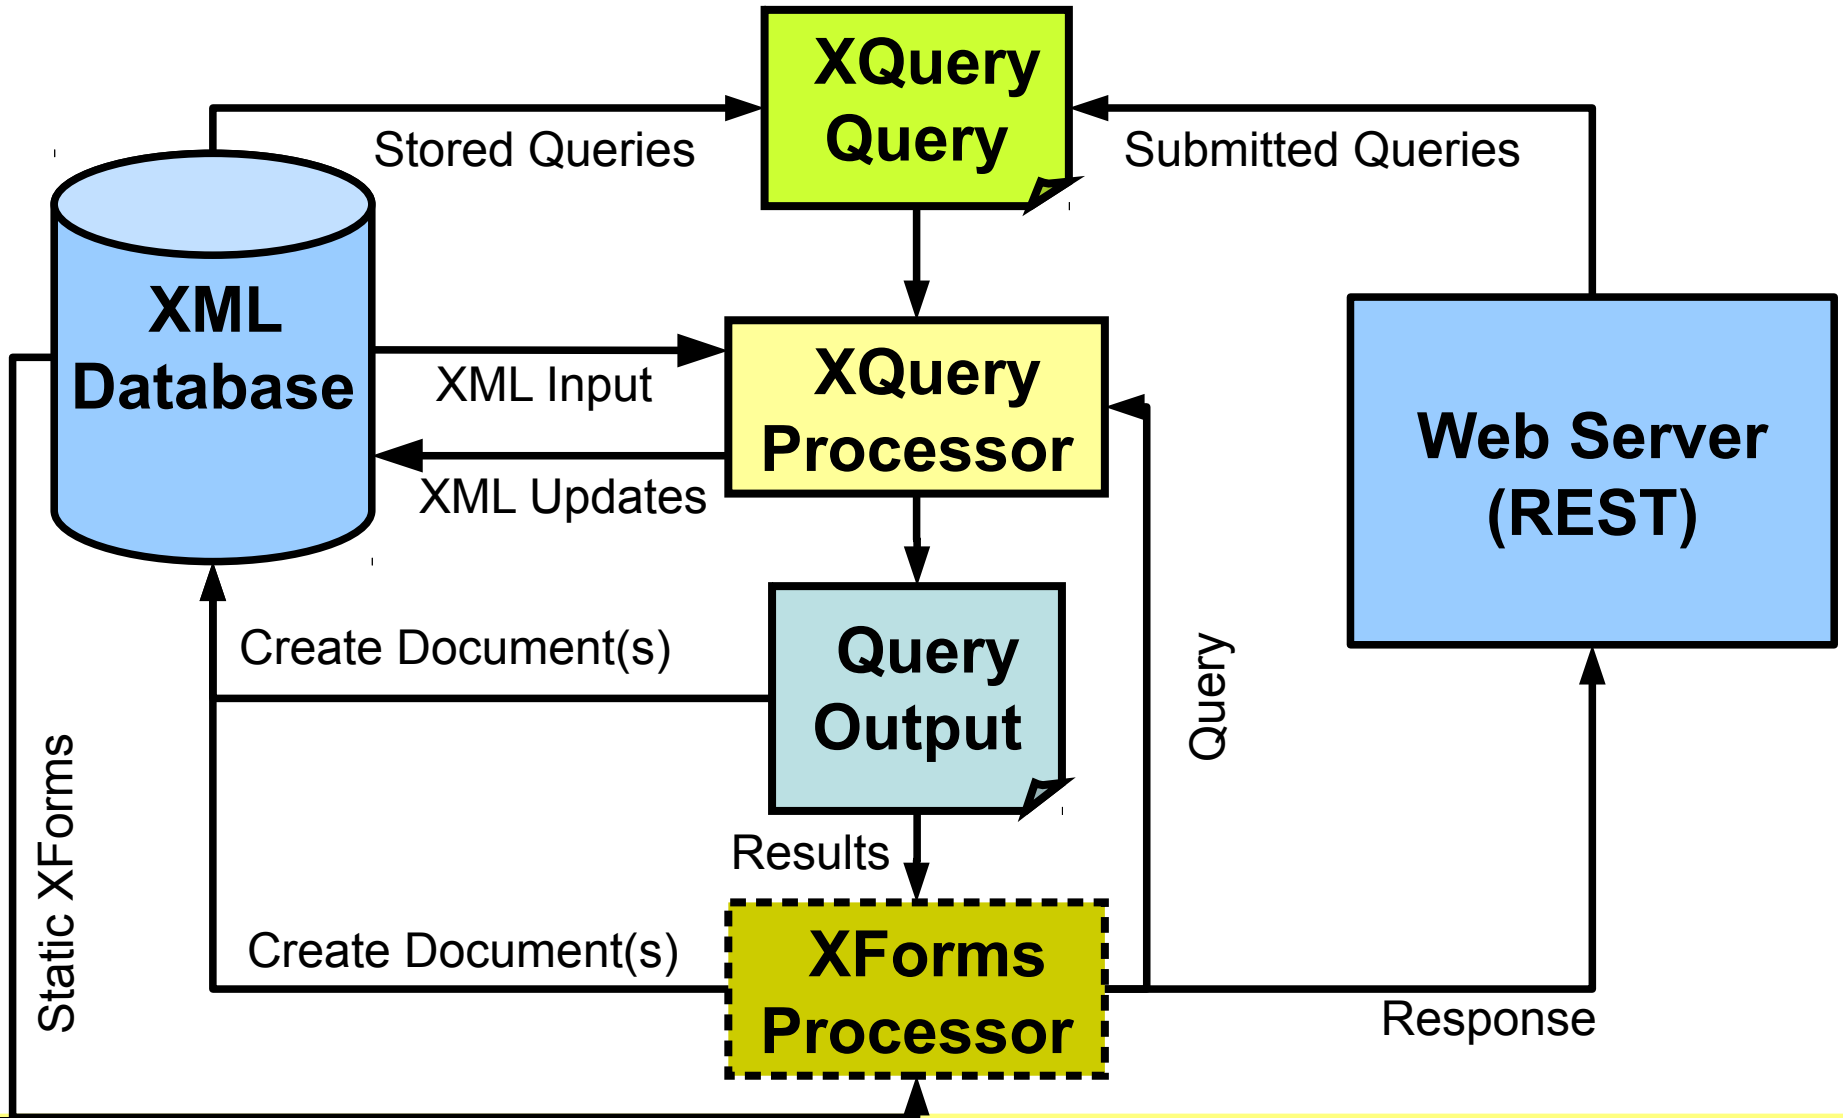 XQuery
Query
Stored Queries
Submitted Queries
XML
Database
XML Input
XQuery
Processor
XML Updates
Web Server
(REST)
Create Document(s)
Query
Output
Query
Static XForms
Results
Create Document(s)
XForms
Processor
Response